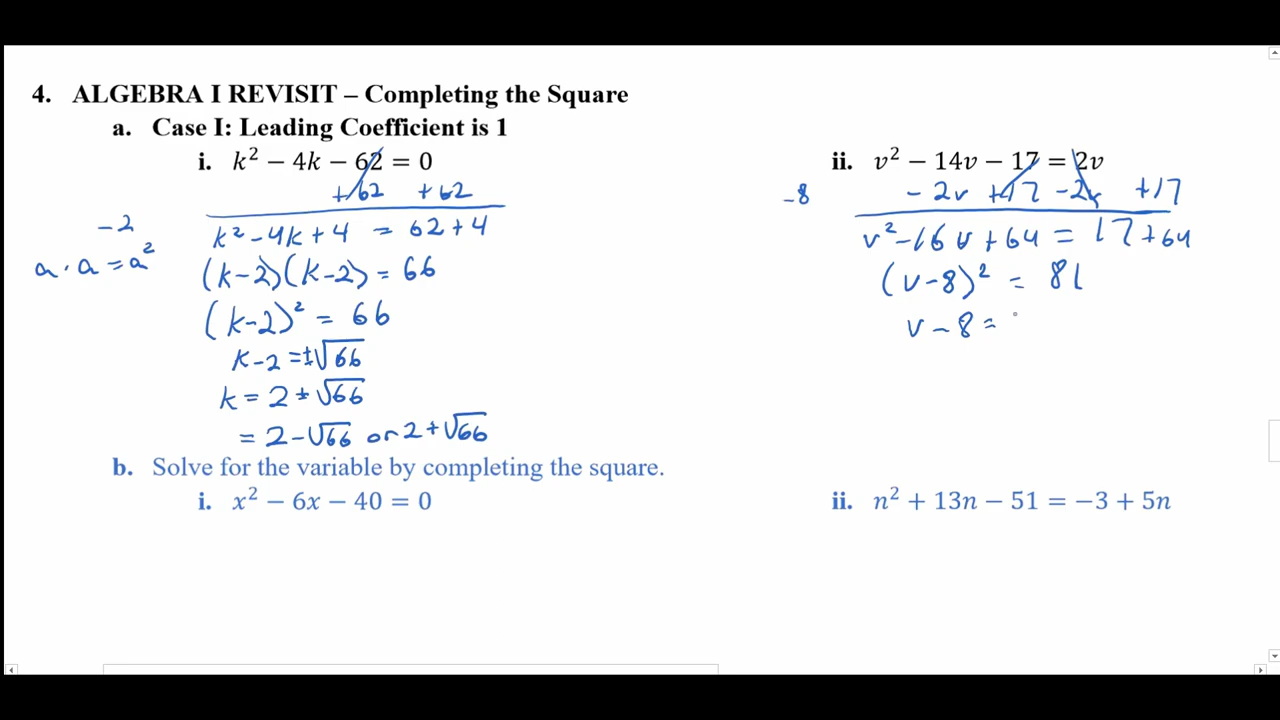 4. ALGEBRA I REVISIT – Completing the Square
a. Case I: Leading Coefficient is 1
i. k² − 4k − 62 = 0
+62 +62
k² − 4k + 4 = 62 + 4
−2
a · a = a²
(k−2)(k−2) = 66
(k−2)² = 66
k−2 = ±√66
k = 2 ± √66
= 2 − √66 or 2 + √66
ii. v² − 14v − 17 = 2v
−8
− 2v +17 −2v +17
v² − 16v + 64 = 17 + 64
(v − 8)² = 81
v − 8 =
b. Solve for the variable by completing the square.
i. x² − 6x − 40 = 0
ii. n² + 13n − 51 = −3 + 5n